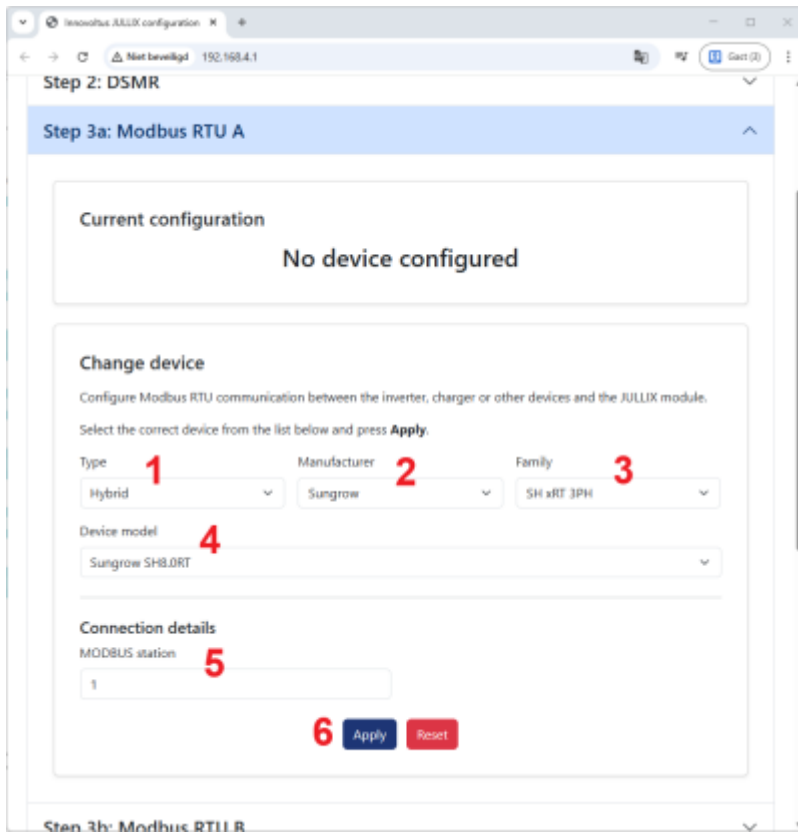 Innovoltus JULLIX configuration
Niet beveiligd 192.168.4.1 Gast (3)
Step 2: DSMR
Step 3a: Modbus RTU A
Current configuration
No device configured
Change device
Configure Modbus RTU communication between the inverter, charger or other devices and the JULLIX module.
Select the correct device from the list below and press Apply.
Type 1 Manufacturer 2 Family 3
Hybrid Sungrow SH xRT 3PH
Device model 4
Sungrow SH8.0RT
Connection details
MODBUS station 5
1
6 Apply Reset
Step 3b: Modbus RTU B